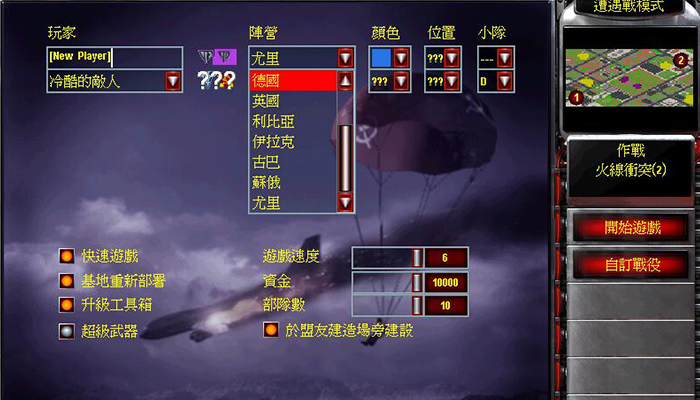 遭遇戰模式
玩家 陣營 顏色 位置 小隊
[New Player] 尤里 ??? ---
冷酷的敵人 ??? 德國 ??? ??? D
英國
利比亞
伊拉克
古巴
蘇俄
尤里
2
1
作戰
火線衝突(2)
開始遊戲
自訂戰役
快速遊戲 遊戲速度 6
基地重新部署 資金 10000
升級工具箱 部隊數 10
超級武器 於盟友建造場旁建設